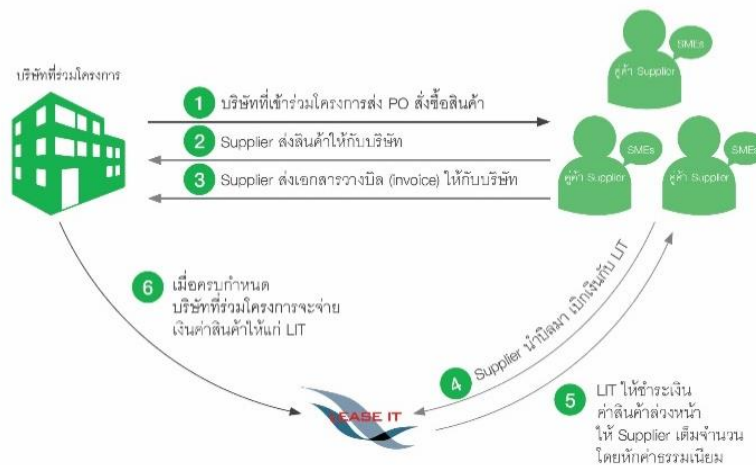 SMEs
คู่ค้า Supplier
บริษัทที่ร่วมโครงการ
1 บริษัทที่เข้าร่วมโครงการส่ง PO สั่งซื้อสินค้า
2 Supplier ส่งสินค้าให้กับบริษัท
SMEs
SMEs
คู่ค้า Supplier
คู่ค้า Supplier
3 Supplier ส่งเอกสารวางบิล (invoice) ให้กับบริษัท
6 เมื่อครบกำหนด
บริษัทที่ร่วมโครงการจะจ่าย
เงินค่าสินค้าให้แก่ LIT
4 Supplier นำบิลมา เบิกเงินกับ LIT
5 LIT ให้ชำระเงิน
ค่าสินค้าล่วงหน้า
ให้ Supplier เต็มจำนวน
โดยหักค่าธรรมเนียม
LEASE IT